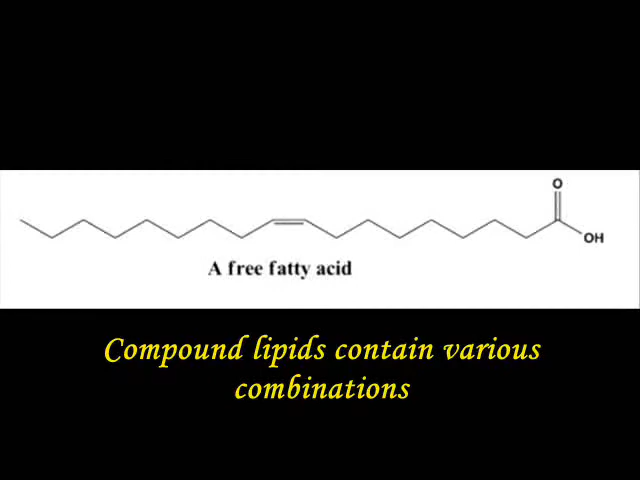 O
OH
A free fatty acid
Compound lipids contain various
combinations